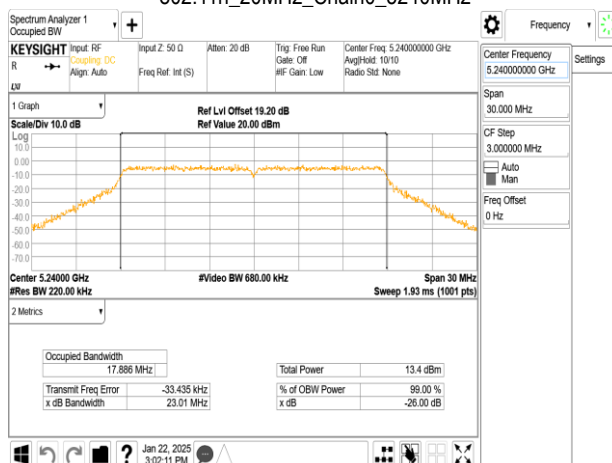 802.11n_20MHz_Chain0_5240MHz
Spectrum Analyzer 1
Occupied BW
KEYSIGHT
R
LXI
Input: RF
Coupling: DC
Align: Auto
Input Z: 50 Ω
Freq Ref: Int (S)
Atten: 20 dB
Trig: Free Run
Gate: Off
#IF Gain: Low
Center Freq: 5.240000000 GHz
Avg|Hold: 10/10
Radio Std: None
1 Graph
Scale/Div 10.0 dB
Ref Lvl Offset 19.20 dB
Ref Value 20.00 dBm
Log
10.0
0.00
-10.0
-20.0
-30.0
-40.0
-50.0
-60.0
-70.0
Center 5.24000 GHz
#Res BW 220.00 kHz
#Video BW 680.00 kHz
Span 30 MHz
Sweep 1.93 ms (1001 pts)
2 Metrics
Occupied Bandwidth
17.886 MHz
Total Power 13.4 dBm
Transmit Freq Error -33.435 kHz
% of OBW Power 99.00 %
x dB Bandwidth 23.01 MHz
x dB -26.00 dB
Jan 22, 2025
3:02:11 PM
Frequency
Settings
Center Frequency
5.240000000 GHz
Span
30.000 MHz
CF Step
3.000000 MHz
Auto
Man
Freq Offset
0 Hz